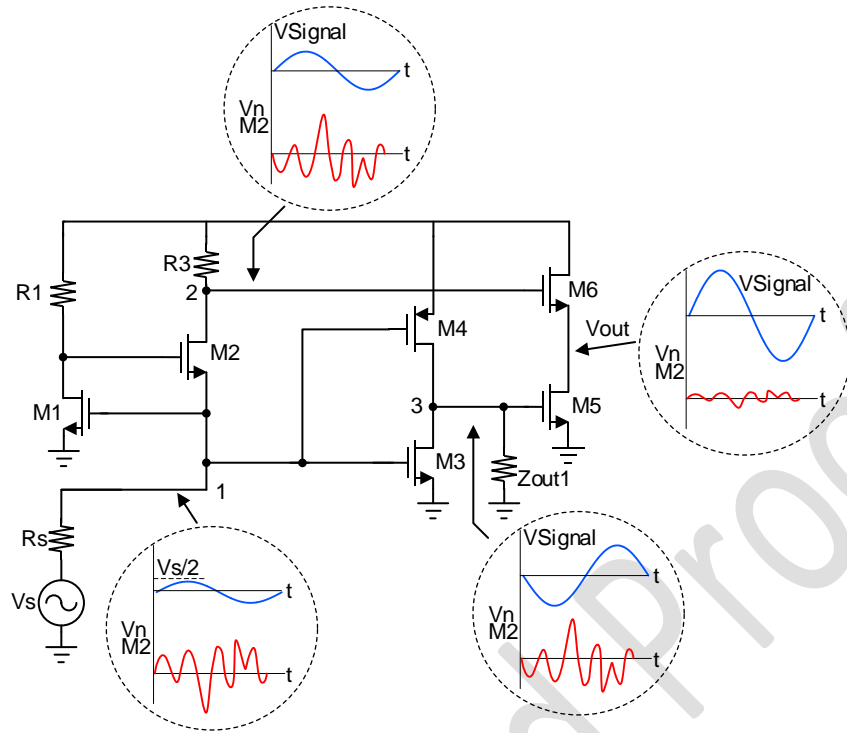 VSignal
t
Vn
M2
t
R3
R1
2
M6
M4
M2
Vout
VSignal
t
Vn
M2
t
M1
3
M5
M3
1
Zout1
Rs
Vs
Vs/2
t
Vn
M2
t
VSignal
t
Vn
M2
t